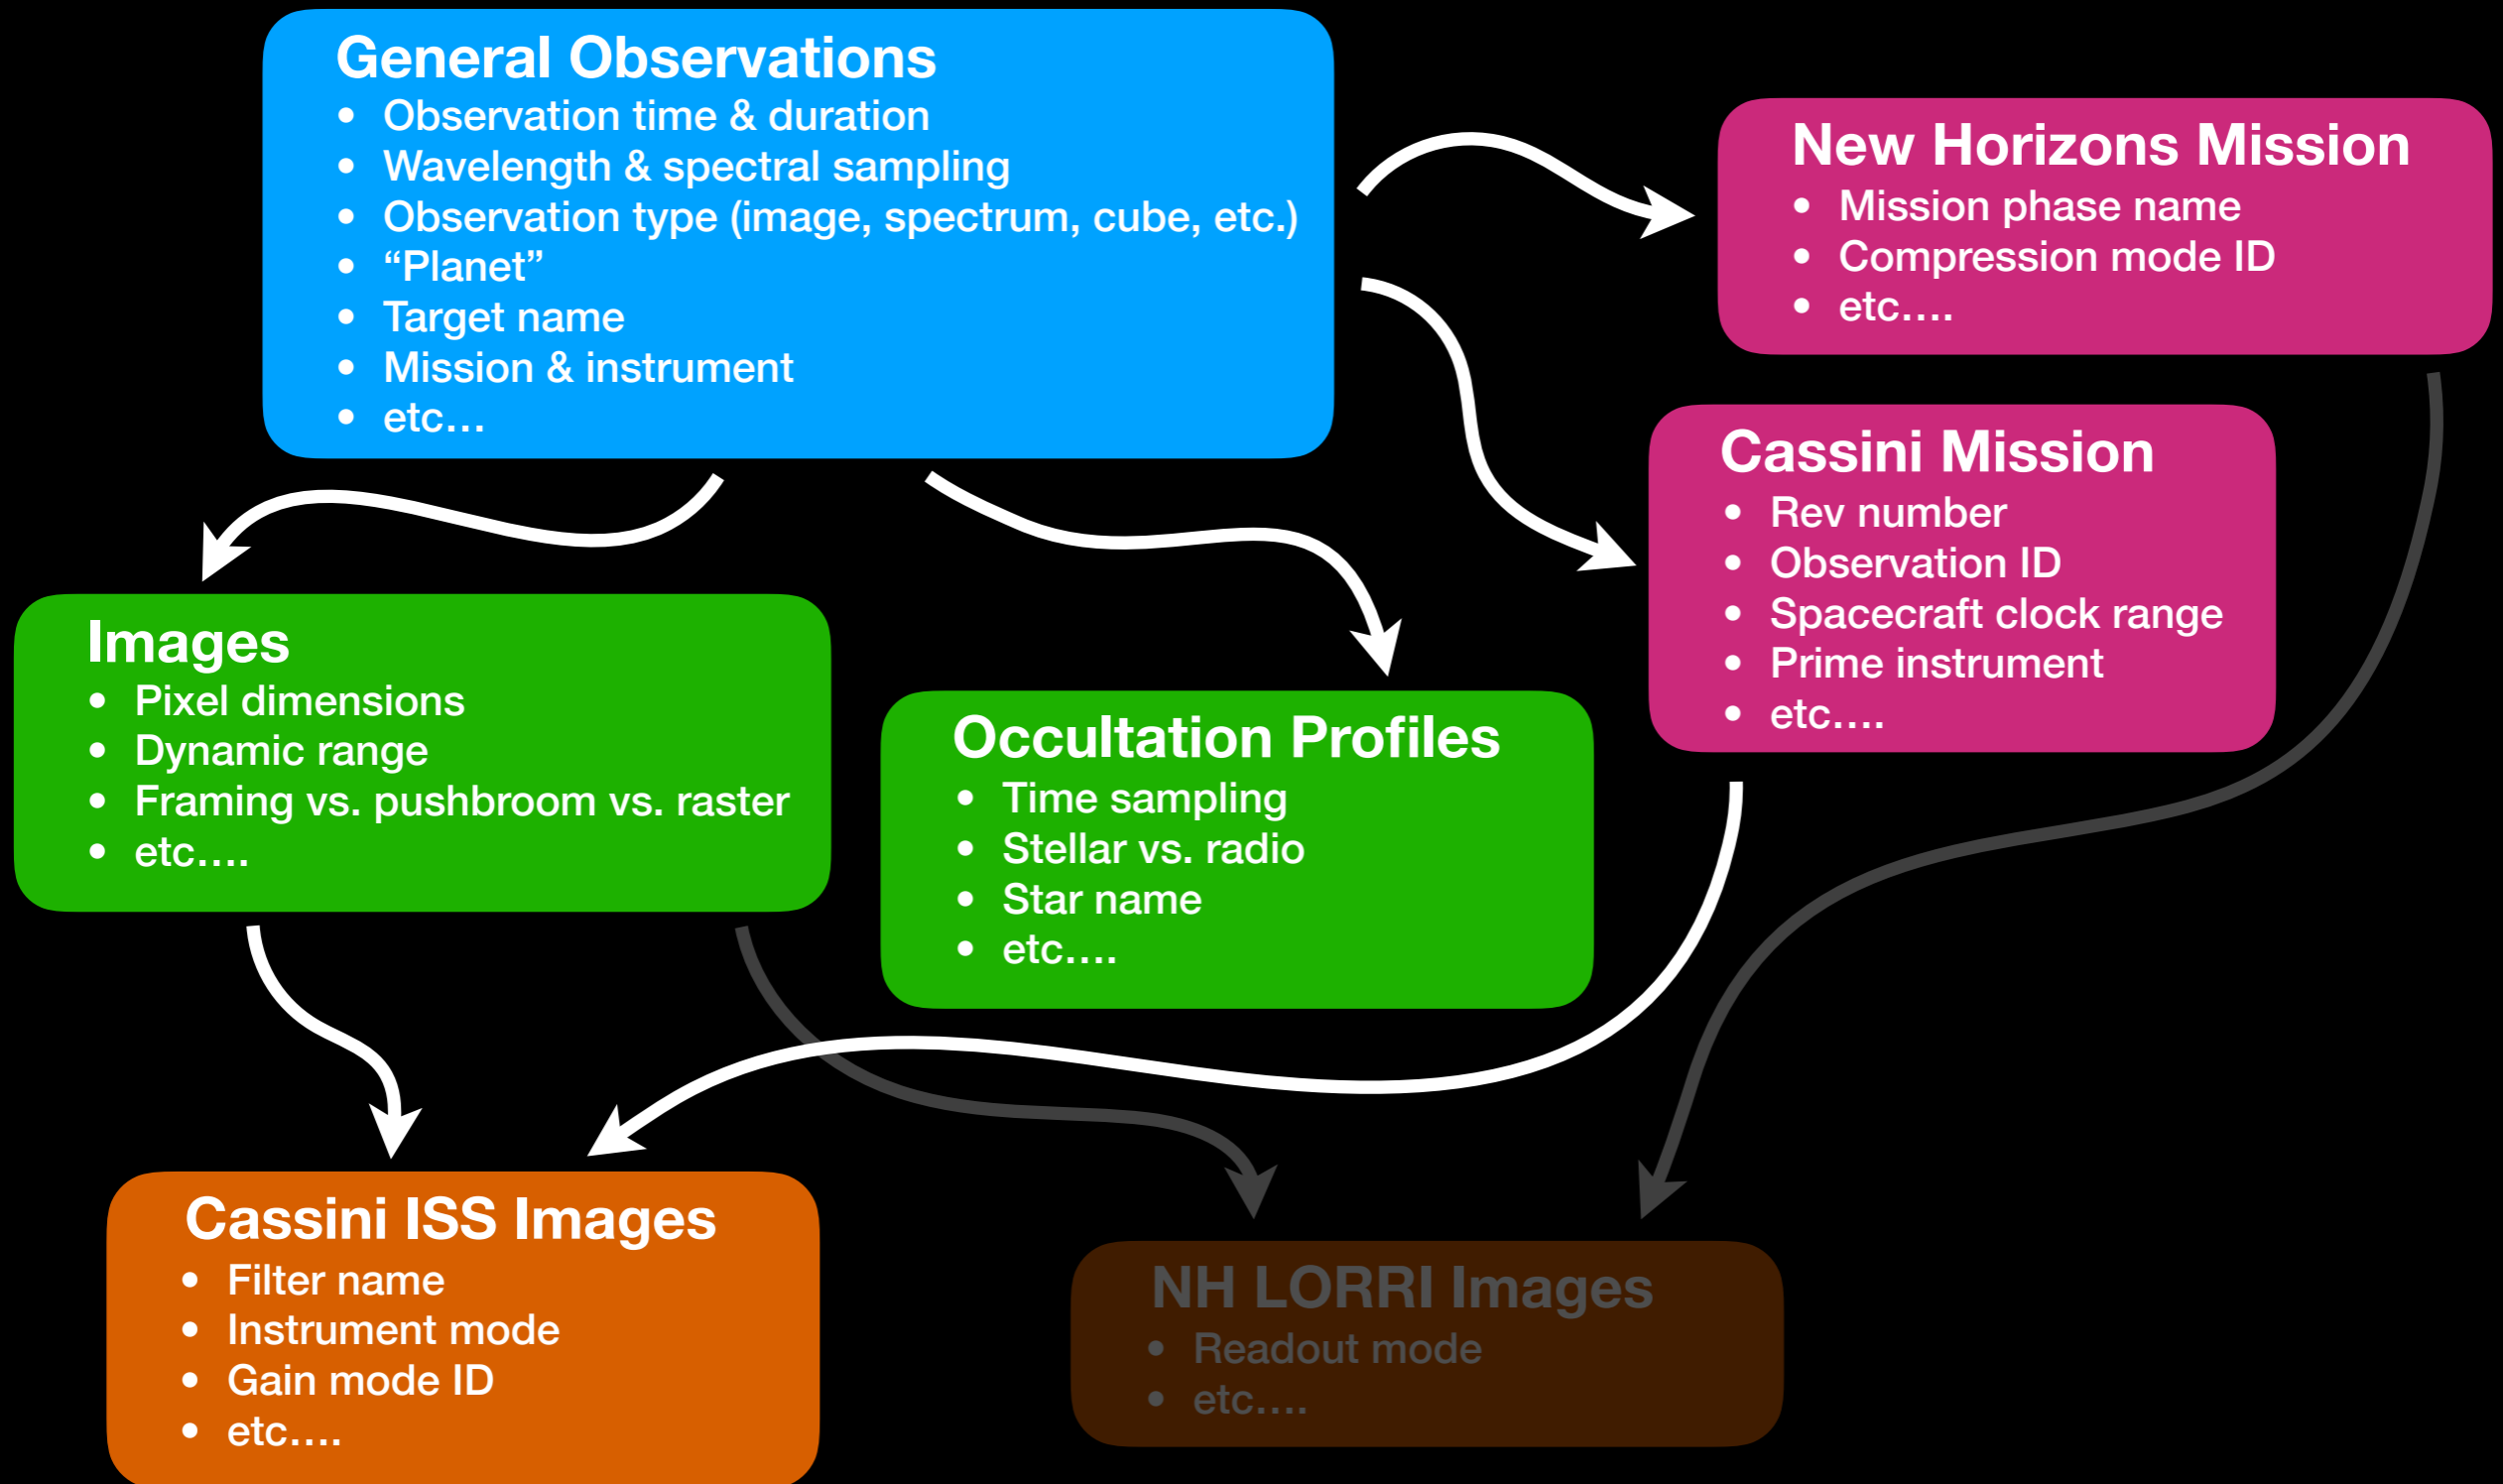 General Observations
• Observation time & duration
• Wavelength & spectral sampling
• Observation type (image, spectrum, cube, etc.)
• “Planet”
• Target name
• Mission & instrument
• etc…
New Horizons Mission
• Mission phase name
• Compression mode ID
• etc….
Cassini Mission
• Rev number
• Observation ID
• Spacecraft clock range
• Prime instrument
• etc….
Images
• Pixel dimensions
• Dynamic range
• Framing vs. pushbroom vs. raster
• etc….
Occultation Profiles
• Time sampling
• Stellar vs. radio
• Star name
• etc….
Cassini ISS Images
• Filter name
• Instrument mode
• Gain mode ID
• etc….
NH LORRI Images
• Readout mode
• etc….